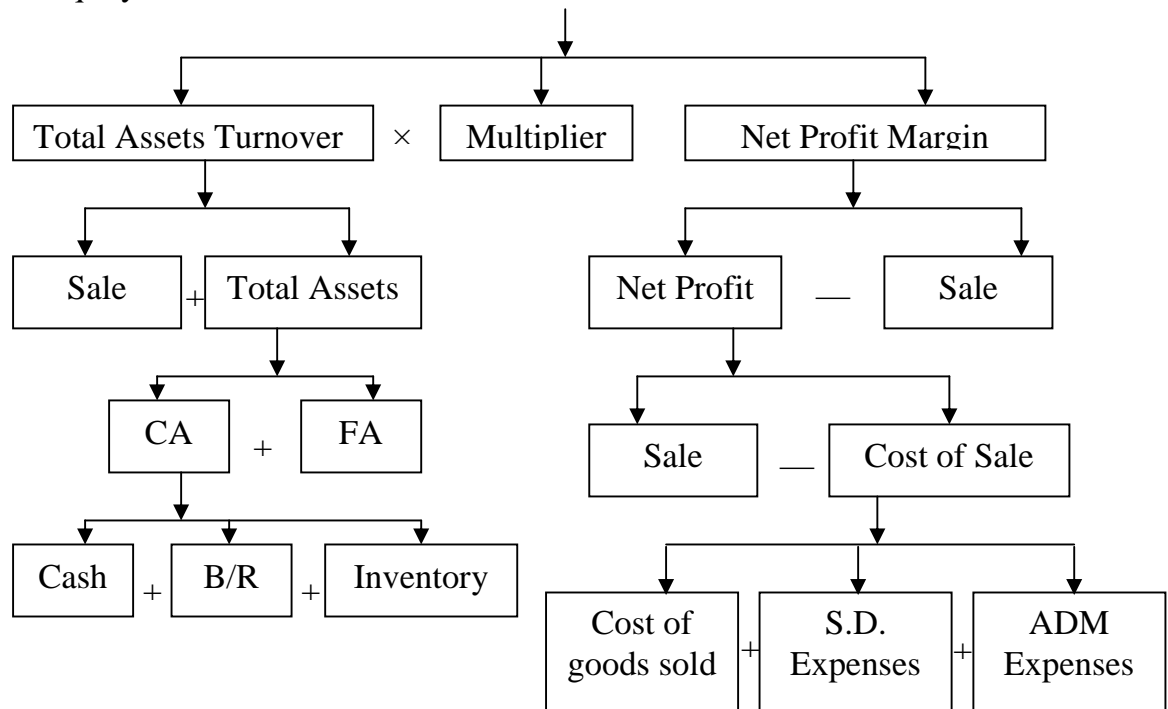 Total Assets Turnover × Multiplier Net Profit Margin
Sale + Total Assets Net Profit — Sale
CA + FA
Sale — Cost of Sale
Cash + B/R + Inventory
Cost of goods sold + S.D. Expenses + ADM Expenses